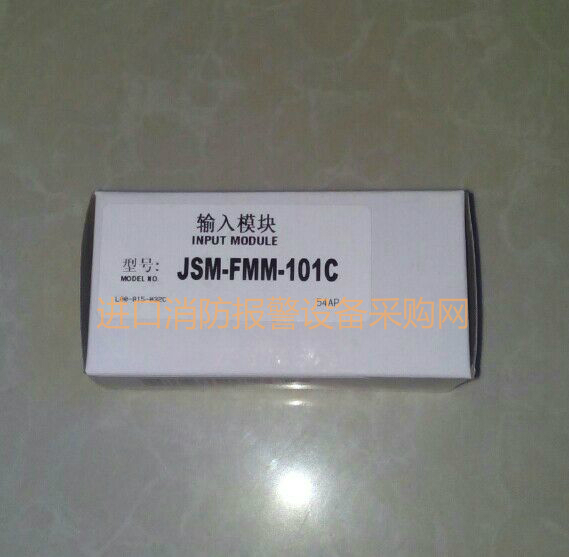 输入模块
INPUT MODULE
型号: JSM-FMM-101C
MODEL NO.
54AP
进口消防报警设备采购网